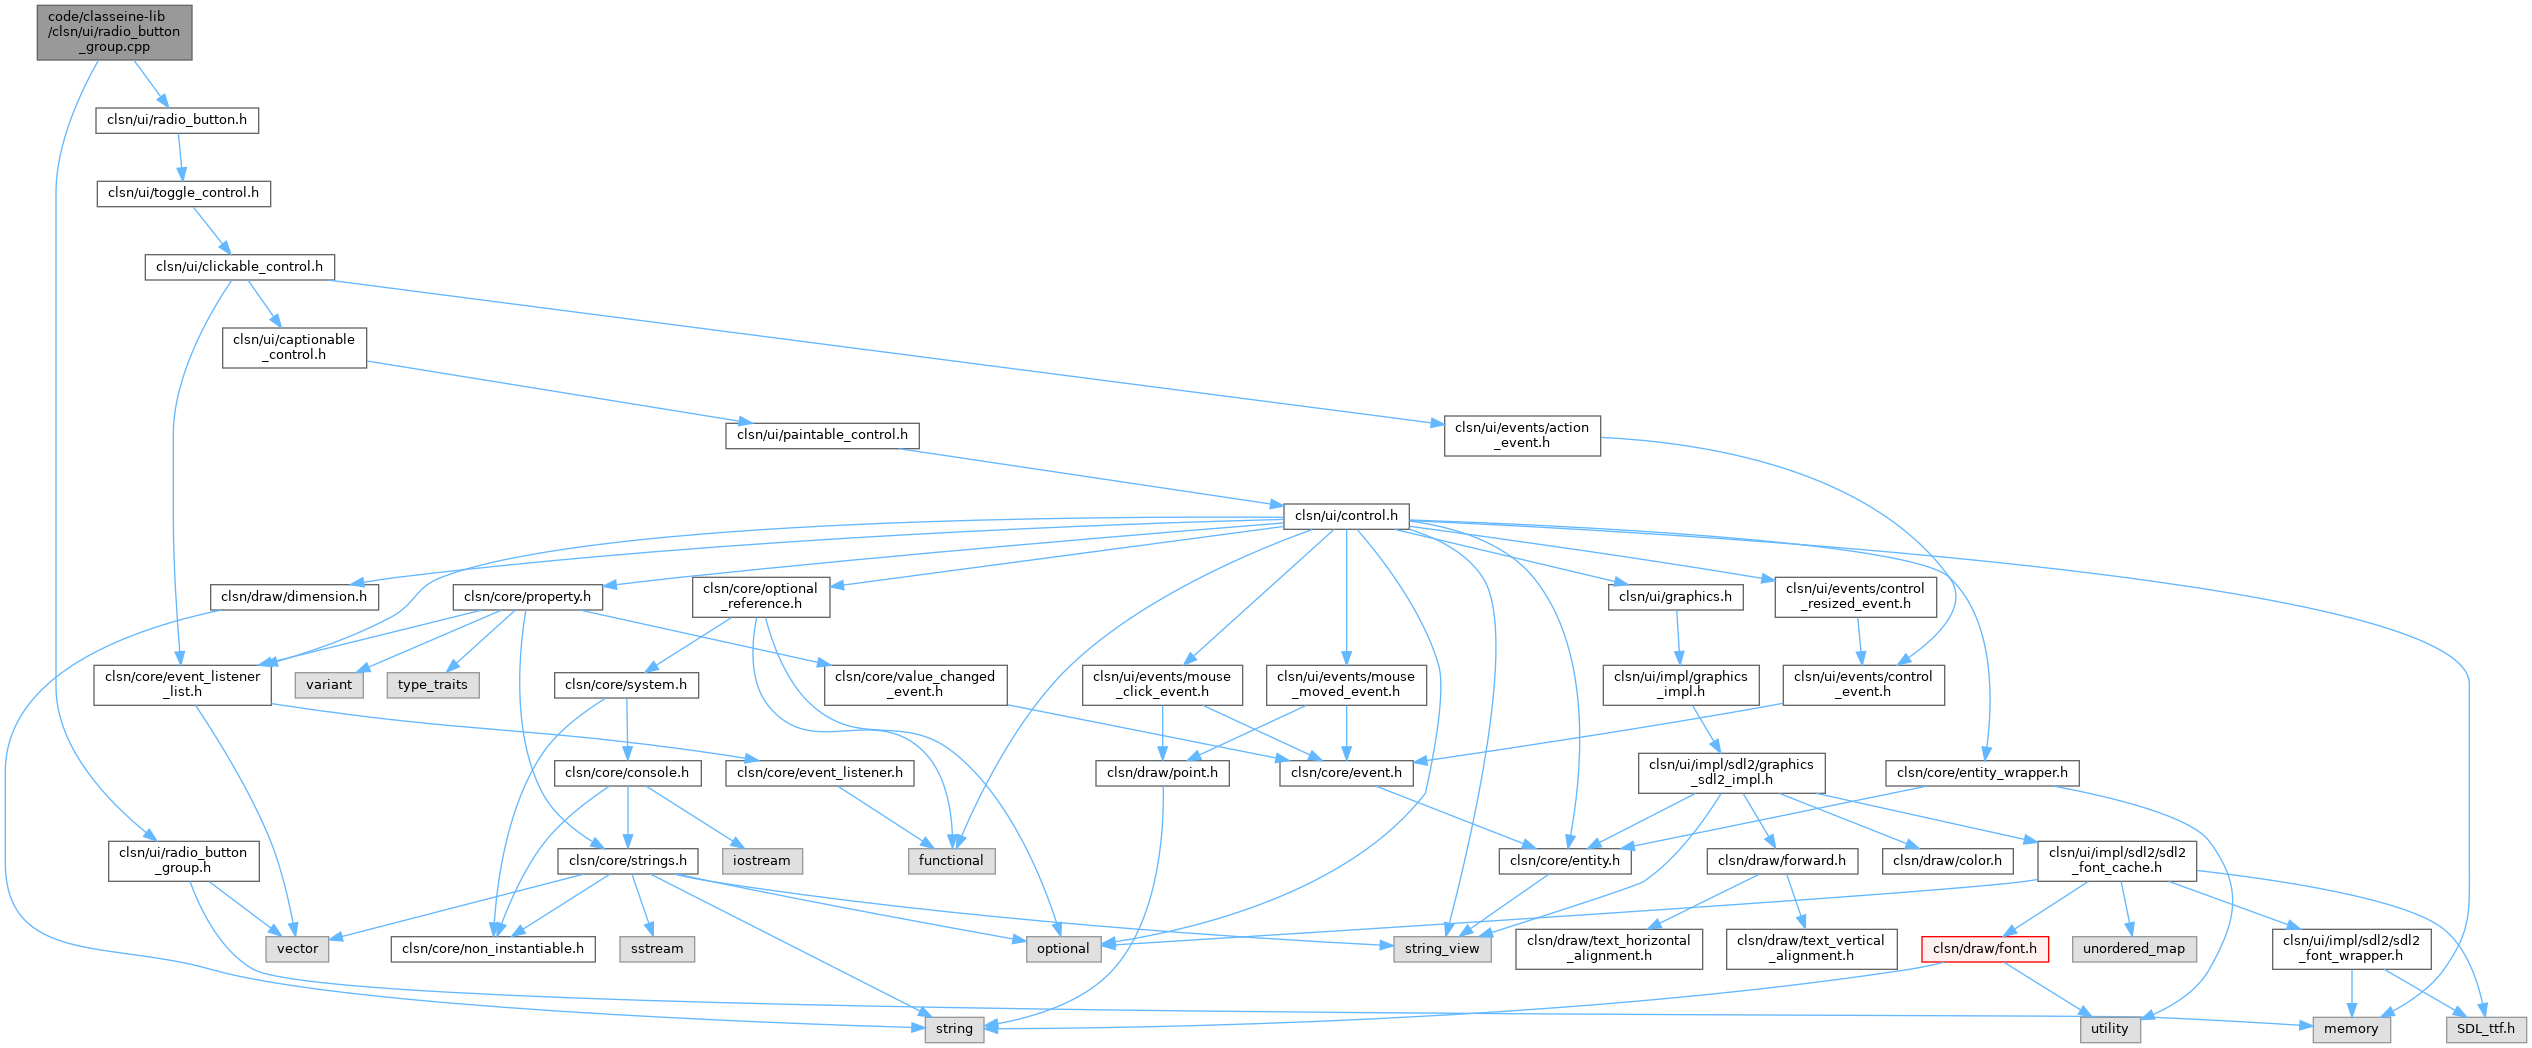 code/classeine-lib
/clsn/ui/radio_button
_group.cpp
clsn/ui/radio_button.h
clsn/ui/toggle_control.h
clsn/ui/clickable_control.h
clsn/ui/captionable
_control.h
clsn/ui/events/action
_event.h
clsn/ui/paintable_control.h
clsn/ui/control.h
clsn/draw/dimension.h
clsn/core/property.h
clsn/core/optional
_reference.h
clsn/ui/graphics.h
clsn/ui/events/control
_resized_event.h
clsn/core/event_listener
_list.h
variant
type_traits
clsn/core/system.h
clsn/core/value_changed
_event.h
clsn/ui/events/mouse
_click_event.h
clsn/ui/events/mouse
_moved_event.h
clsn/ui/impl/graphics
_impl.h
clsn/ui/events/control
_event.h
clsn/core/console.h
clsn/core/event_listener.h
clsn/draw/point.h
clsn/core/event.h
clsn/ui/impl/sdl2/graphics
_sdl2_impl.h
clsn/core/entity_wrapper.h
clsn/ui/radio_button
_group.h
clsn/core/strings.h
iostream
functional
clsn/core/entity.h
clsn/draw/forward.h
clsn/draw/color.h
clsn/ui/impl/sdl2/sdl2
_font_cache.h
vector
clsn/core/non_instantiable.h
sstream
optional
string_view
clsn/draw/text_horizontal
_alignment.h
clsn/draw/text_vertical
_alignment.h
clsn/draw/font.h
unordered_map
clsn/ui/impl/sdl2/sdl2
_font_wrapper.h
string
utility
memory
SDL_ttf.h